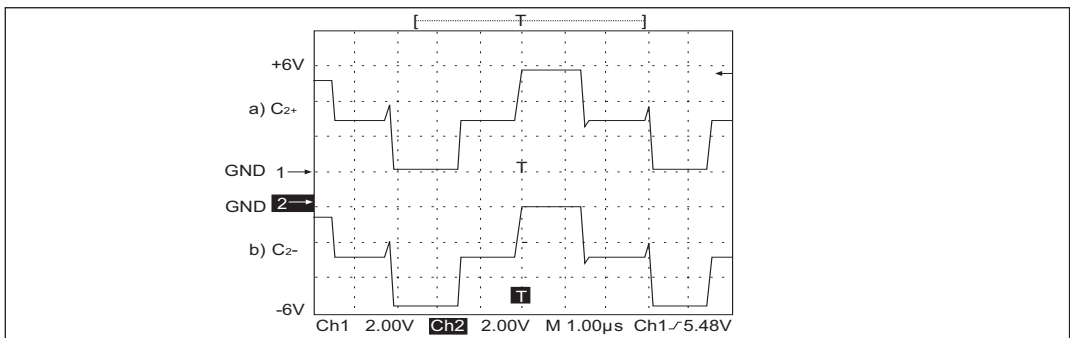 [ T ]
+6V
a) C2+
T
GND 1→
GND 2→
b) C2-
T
-6V
Ch1 2.00V Ch2 2.00V M 1.00µs Ch1 5.48V